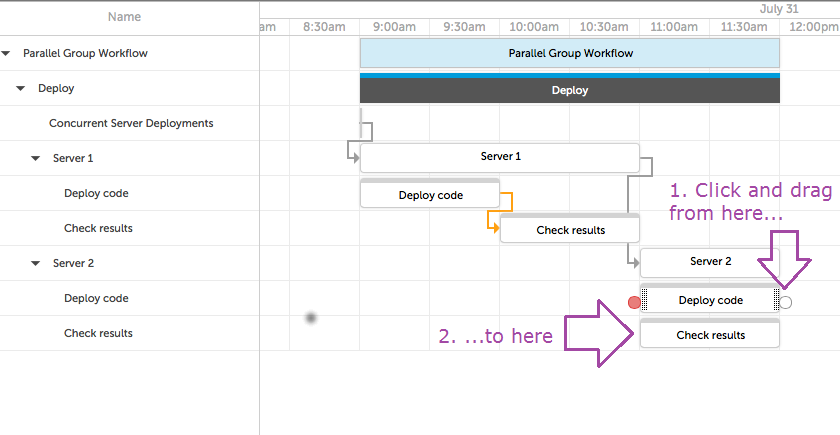 Name
July 31
am
8:30am
9:00am
9:30am
10:00am
10:30am
11:00am
11:30am
12:00pm
Parallel Group Workflow
Parallel Group Workflow
Deploy
Deploy
Concurrent Server Deployments
Server 1
Server 1
Deploy code
Deploy code
Check results
Check results
1. Click and drag
from here...
Server 2
Server 2
Deploy code
Deploy code
Check results
2. ...to here
Check results